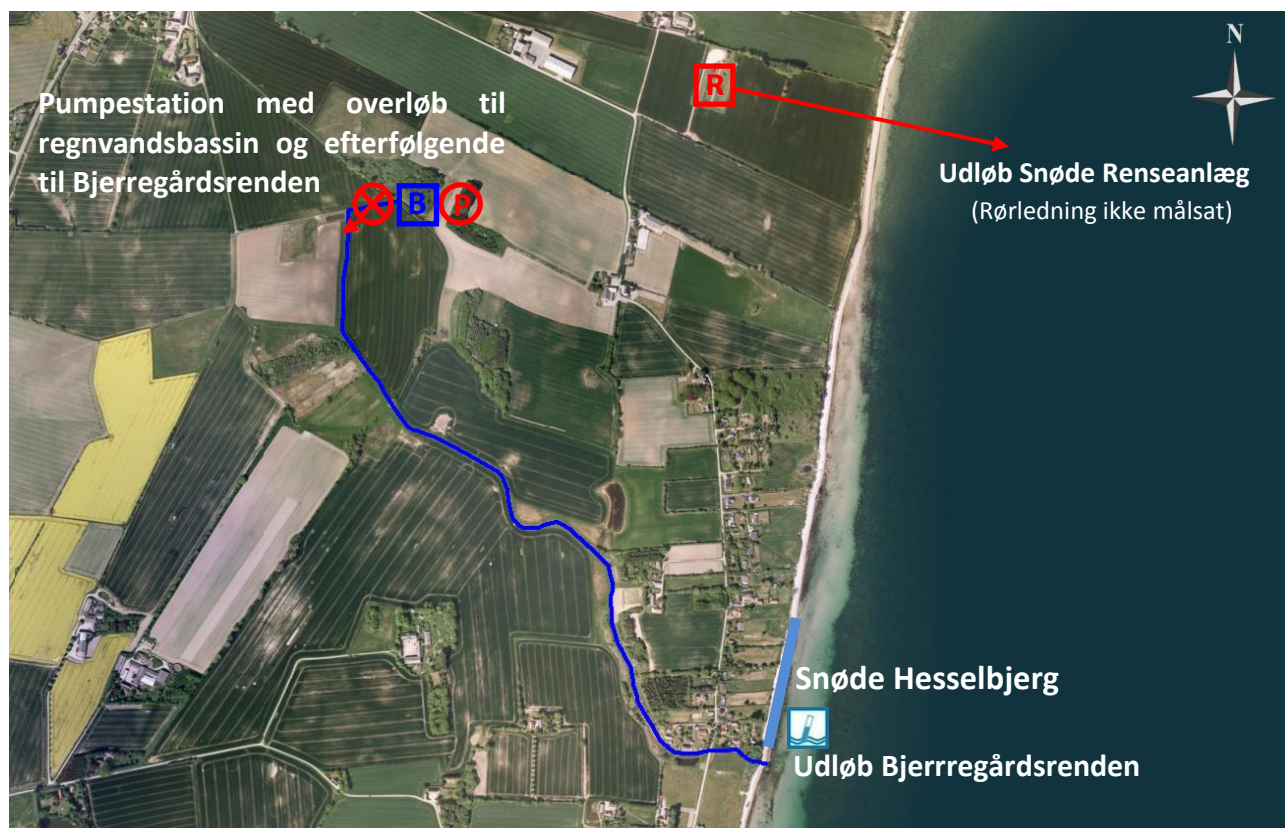 N
R
Pumpestation med overløb til
regnvandsbassin og efterfølgende
til Bjerregårdsrenden
Udløb Snøde Renseanlæg
(Rørledning ikke målsat)
B
P
Snøde Hesselbjerg
Udløb Bjerrregårdsrenden